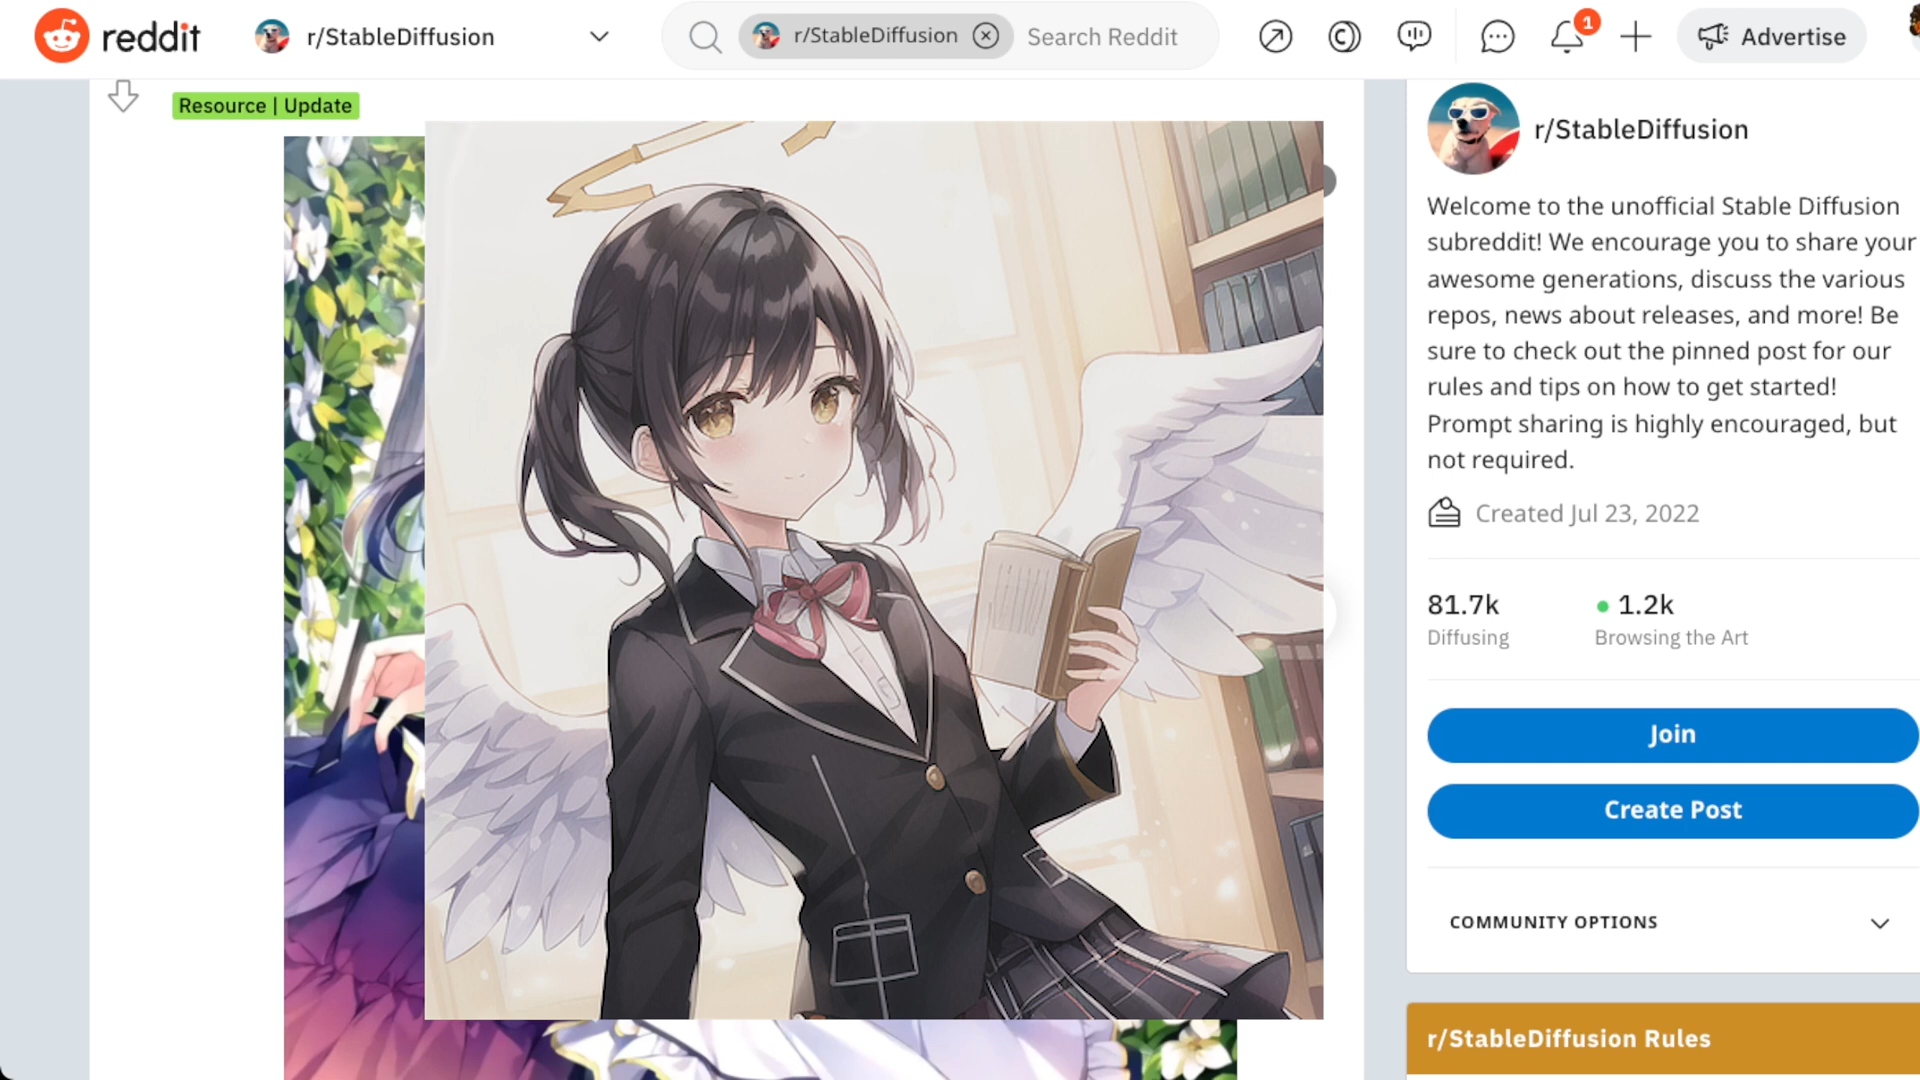 reddit
r/StableDiffusion
r/StableDiffusion
Search Reddit
1
Advertise
Resource | Update
r/StableDiffusion
Welcome to the unofficial Stable Diffusion
subreddit! We encourage you to share your
awesome generations, discuss the various
repos, news about releases, and more! Be
sure to check out the pinned post for our
rules and tips on how to get started!
Prompt sharing is highly encouraged, but
not required.
Created Jul 23, 2022
81.7k
1.2k
Diffusing
Browsing the Art
Join
Create Post
COMMUNITY OPTIONS
r/StableDiffusion Rules